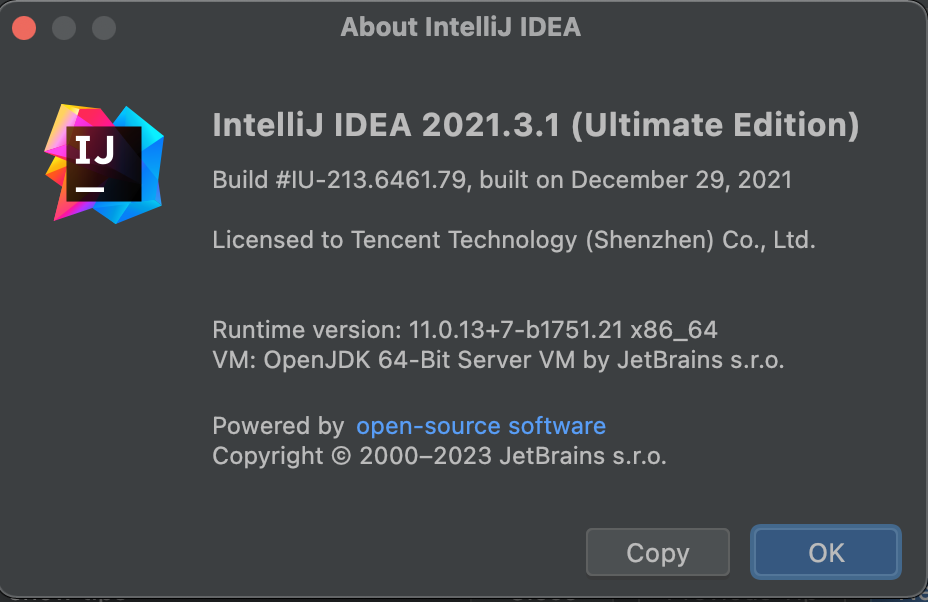 About IntelliJ IDEA
IJ
IntelliJ IDEA 2021.3.1 (Ultimate Edition)
Build #IU-213.6461.79, built on December 29, 2021
Licensed to Tencent Technology (Shenzhen) Co., Ltd.
Runtime version: 11.0.13+7-b1751.21 x86_64
VM: OpenJDK 64-Bit Server VM by JetBrains s.r.o.
Powered by open-source software
Copyright © 2000–2023 JetBrains s.r.o.
Copy OK